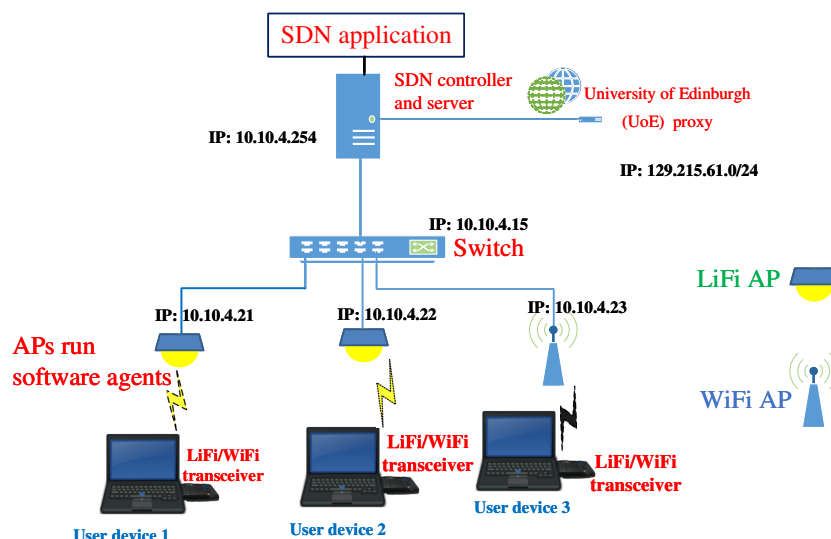 SDN application
SDN controller
and server
University of Edinburgh
(UoE) proxy
IP: 10.10.4.254
IP: 129.215.61.0/24
IP: 10.10.4.15
Switch
LiFi AP
IP: 10.10.4.21
IP: 10.10.4.22
IP: 10.10.4.23
APs run
software agents
WiFi AP
LiFi/WiFi
transceiver
LiFi/WiFi
transceiver
LiFi/WiFi
transceiver
User device 1
User device 2
User device 3